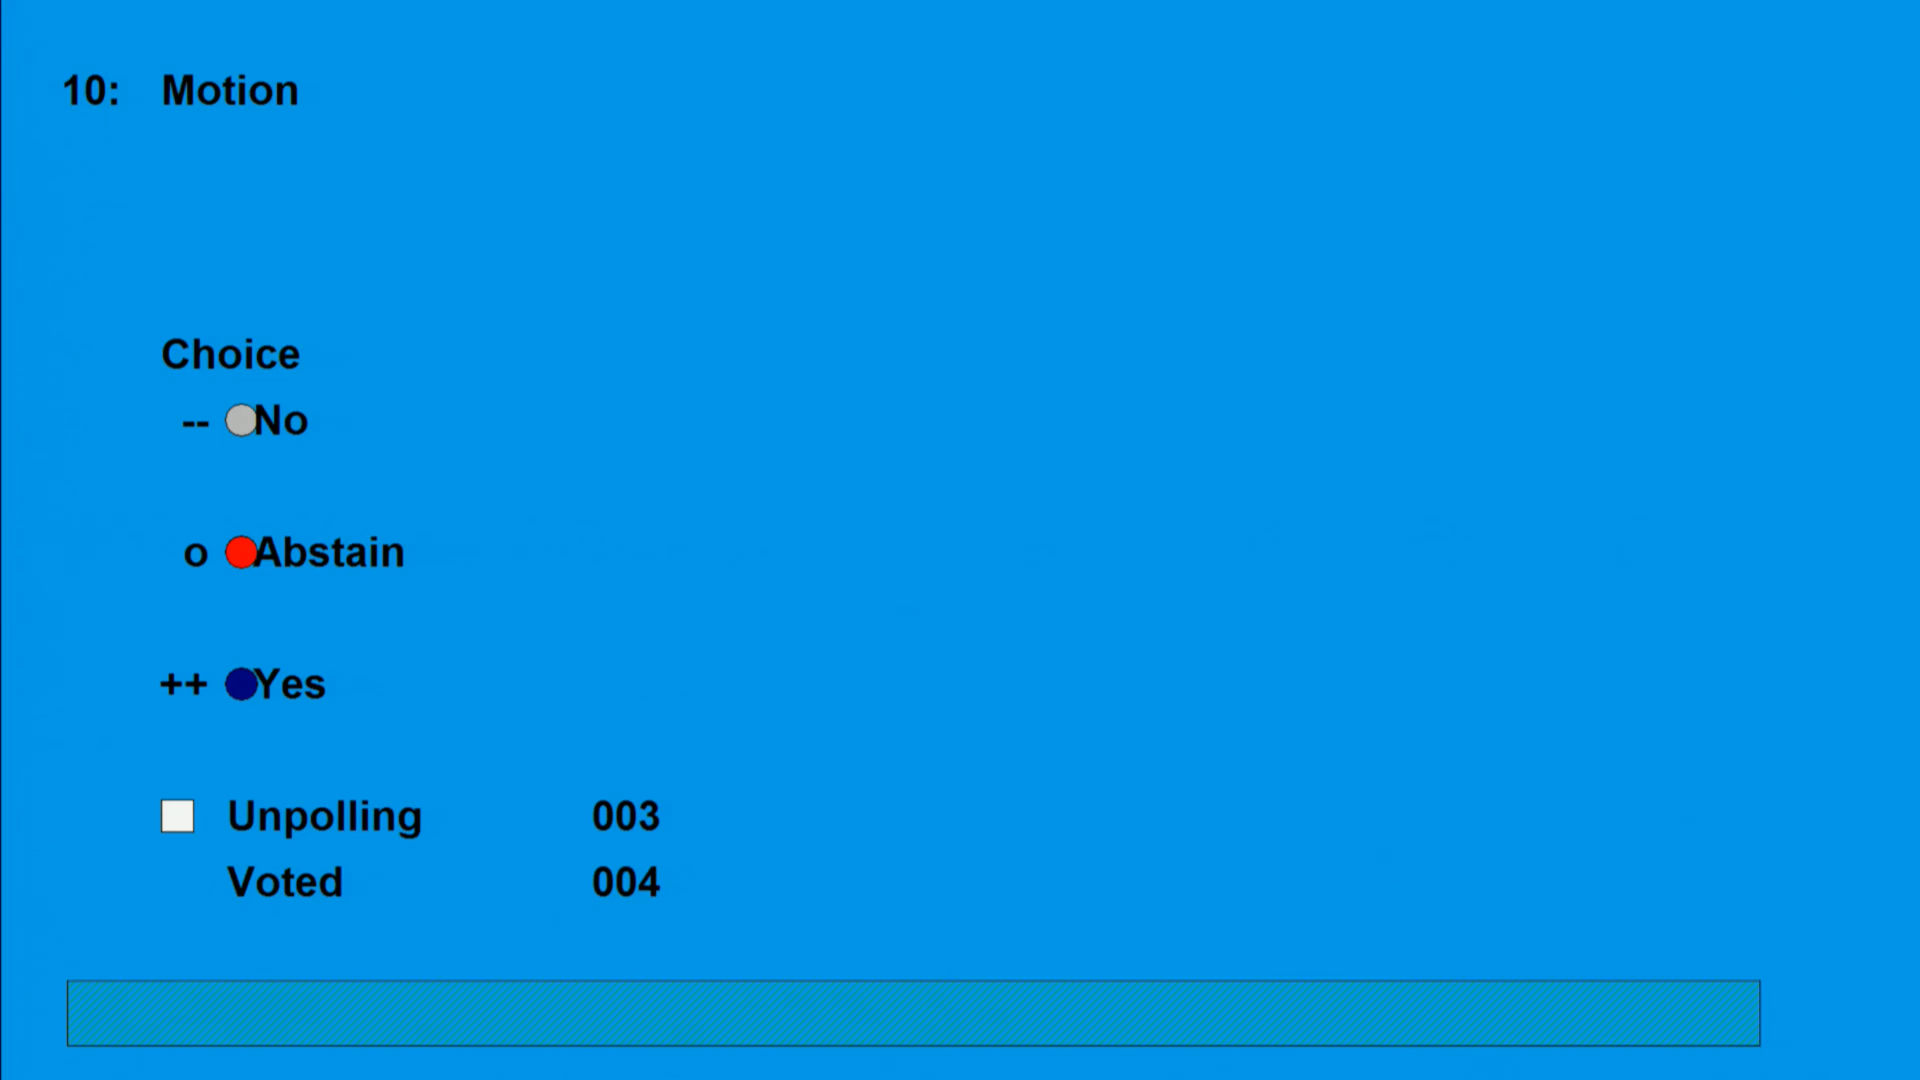 10: Motion
Choice
-- No
o Abstain
++ Yes
Unpolling 003
Voted 004